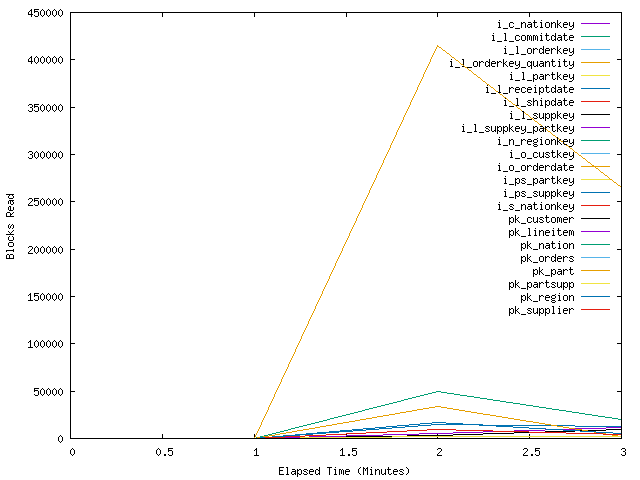 450000
400000
350000
300000
250000
200000
150000
100000
50000
0
Blocks Read
i_c_nationkey
i_l_commitdate
i_l_orderkey
i_l_orderkey_quantity
i_l_partkey
i_l_receiptdate
i_l_shipdate
i_l_suppkey
i_l_suppkey_partkey
i_n_regionkey
i_o_custkey
i_o_orderdate
i_ps_partkey
i_ps_suppkey
i_s_nationkey
pk_customer
pk_lineitem
pk_nation
pk_orders
pk_part
pk_partsupp
pk_region
pk_supplier
0 0.5 1 1.5 2 2.5 3
Elapsed Time (Minutes)